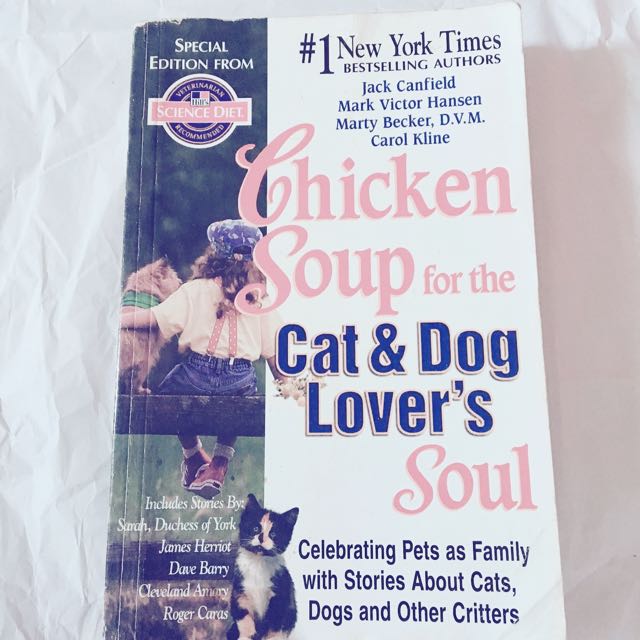 SPECIAL
EDITION FROM
VETERINARIAN
Hill's
SCIENCE DIET.
RECOMMENDED
#1 New York Times
BESTSELLING AUTHORS
Jack Canfield
Mark Victor Hansen
Marty Becker, D.V.M.
Carol Kline
Chicken
Soup for the
Cat & Dog
Lover's
Soul
Includes Stories By:
Sarah, Duchess of York
James Herriot
Dave Barry
Cleveland Amory
Roger Caras
Celebrating Pets as Family
with Stories About Cats,
Dogs and Other Critters